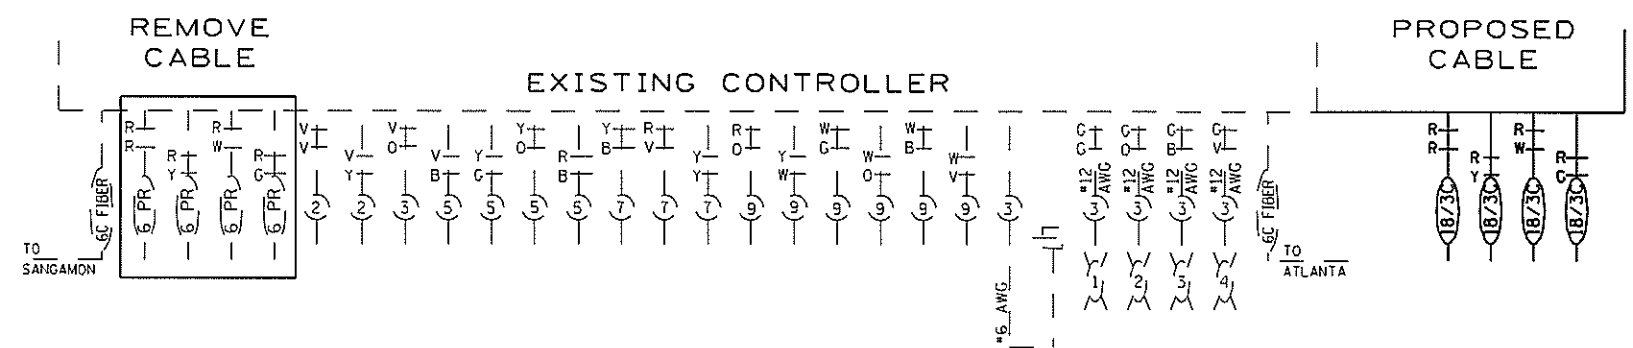 REMOVE CABLE
EXISTING CONTROLLER
PROPOSED CABLE
TO SANGAMON
6C FIBER
R R 6 PR
R Y 6 PR
R W 6 PR
R G 6 PR
V V 2
V Y 2
V O 3
V B 5
Y G 5
Y O 5
R B 5
Y B 7
R V 7
Y Y 7
R O 9
Y W 9
W G 9
W O 9
W B 9
W V 9
3
#6 AWG
G G #12 AWG 3 1
G O #12 AWG 3 2
G B #12 AWG 3 3
G V #12 AWG 3 4
6C FIBER
TO ATLANTA
R R 18/3C
R Y 18/3C
R W 18/3C
R G 18/3C